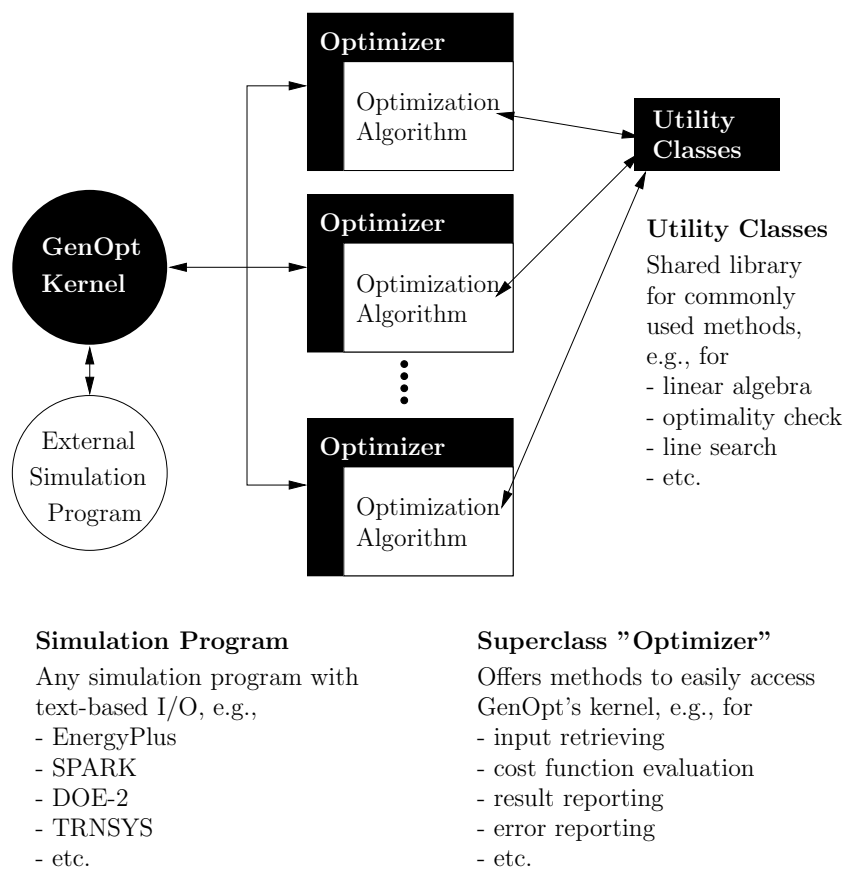 Optimizer
Optimization
Algorithm
Utility
Classes
GenOpt
Kernel
Optimizer
Optimization
Algorithm
Utility Classes
Shared library
for commonly
used methods,
e.g., for
- linear algebra
- optimality check
- line search
- etc.
External
Simulation
Program
Optimizer
Optimization
Algorithm
Simulation Program
Any simulation program with
text-based I/O, e.g.,
- EnergyPlus
- SPARK
- DOE-2
- TRNSYS
- etc.
Superclass ”Optimizer”
Offers methods to easily access
GenOpt's kernel, e.g., for
- input retrieving
- cost function evaluation
- result reporting
- error reporting
- etc.